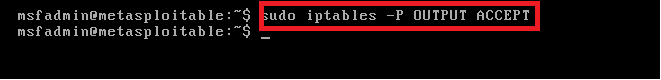 msfadmin@metasploitable:~$ sudo iptables -P OUTPUT ACCEPT
msfadmin@metasploitable:~$ _